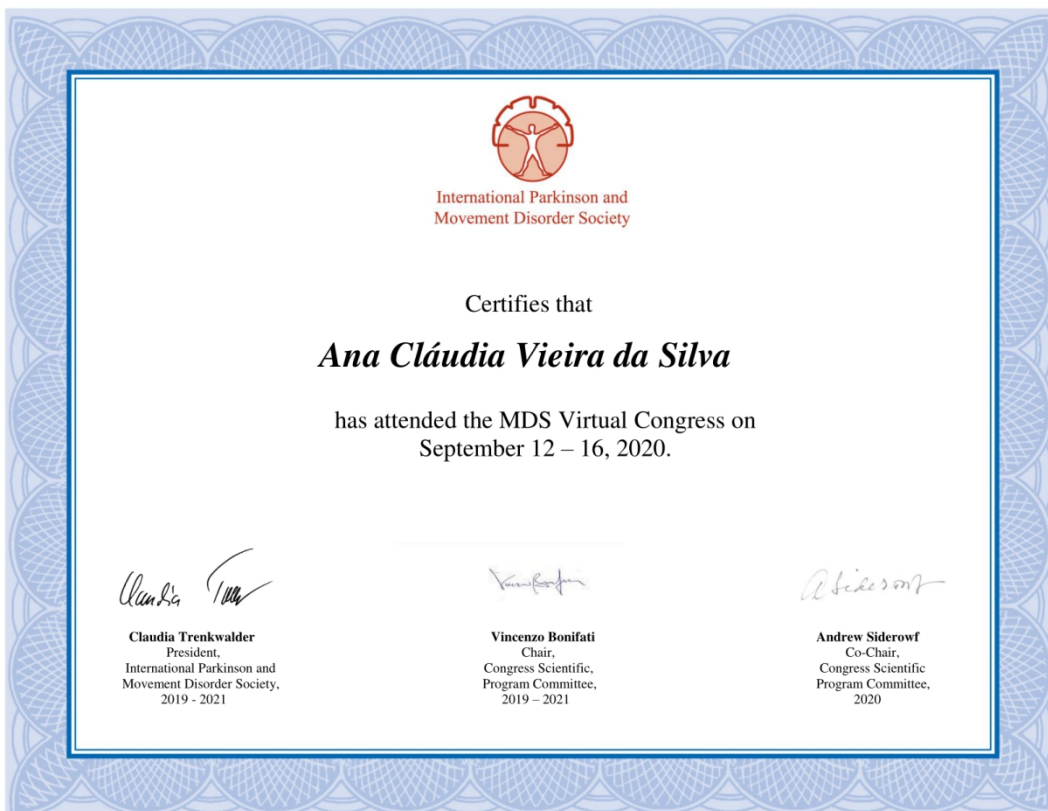 International Parkinson and
Movement Disorder Society
Certifies that
Ana Cláudia Vieira da Silva
has attended the MDS Virtual Congress on
September 12 – 16, 2020.
Claudia Trenkwalder
President,
International Parkinson and
Movement Disorder Society,
2019 - 2021
Vincenzo Bonifati
Chair,
Congress Scientific,
Program Committee,
2019 – 2021
Andrew Siderowf
Co-Chair,
Congress Scientific
Program Committee,
2020